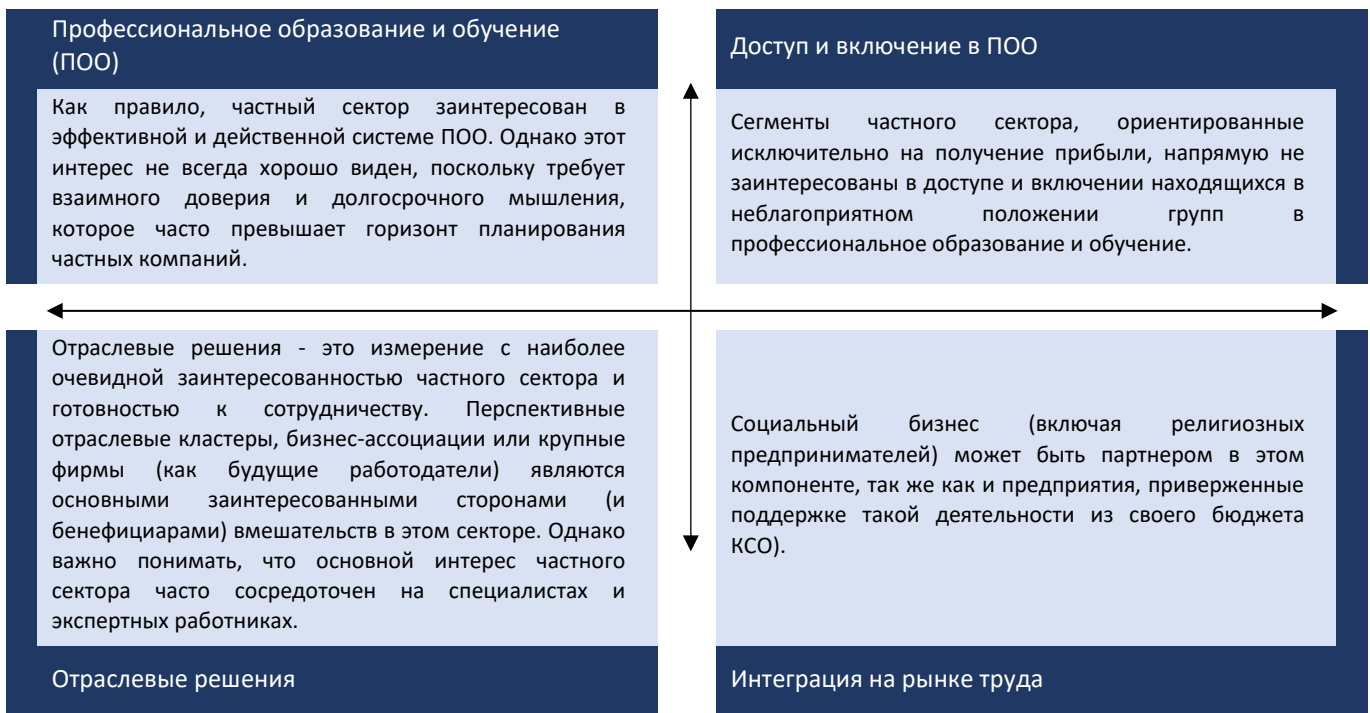 Профессиональное образование и обучение
(ПОО)
Как правило, частный сектор заинтересован в
эффективной и действенной системе ПОО. Однако этот
интерес не всегда хорошо виден, поскольку требует
взаимного доверия и долгосрочного мышления,
которое часто превышает горизонт планирования
частных компаний.
Доступ и включение в ПОО
Сегменты частного сектора, ориентированные
исключительно на получение прибыли, напрямую не
заинтересованы в доступе и включении находящихся в
неблагоприятном положении групп в
профессиональное образование и обучение.
Отраслевые решения - это измерение с наиболее
очевидной заинтересованностью частного сектора и
готовностью к сотрудничеству. Перспективные
отраслевые кластеры, бизнес-ассоциации или крупные
фирмы (как будущие работодатели) являются
основными заинтересованными сторонами (и
бенефициарами) вмешательств в этом секторе. Однако
важно понимать, что основной интерес частного
сектора часто сосредоточен на специалистах и
экспертных работниках.
Отраслевые решения
Социальный бизнес (включая религиозных
предпринимателей) может быть партнером в этом
компоненте, так же как и предприятия, приверженные
поддержке такой деятельности из своего бюджета
КСО).
Интеграция на рынке труда